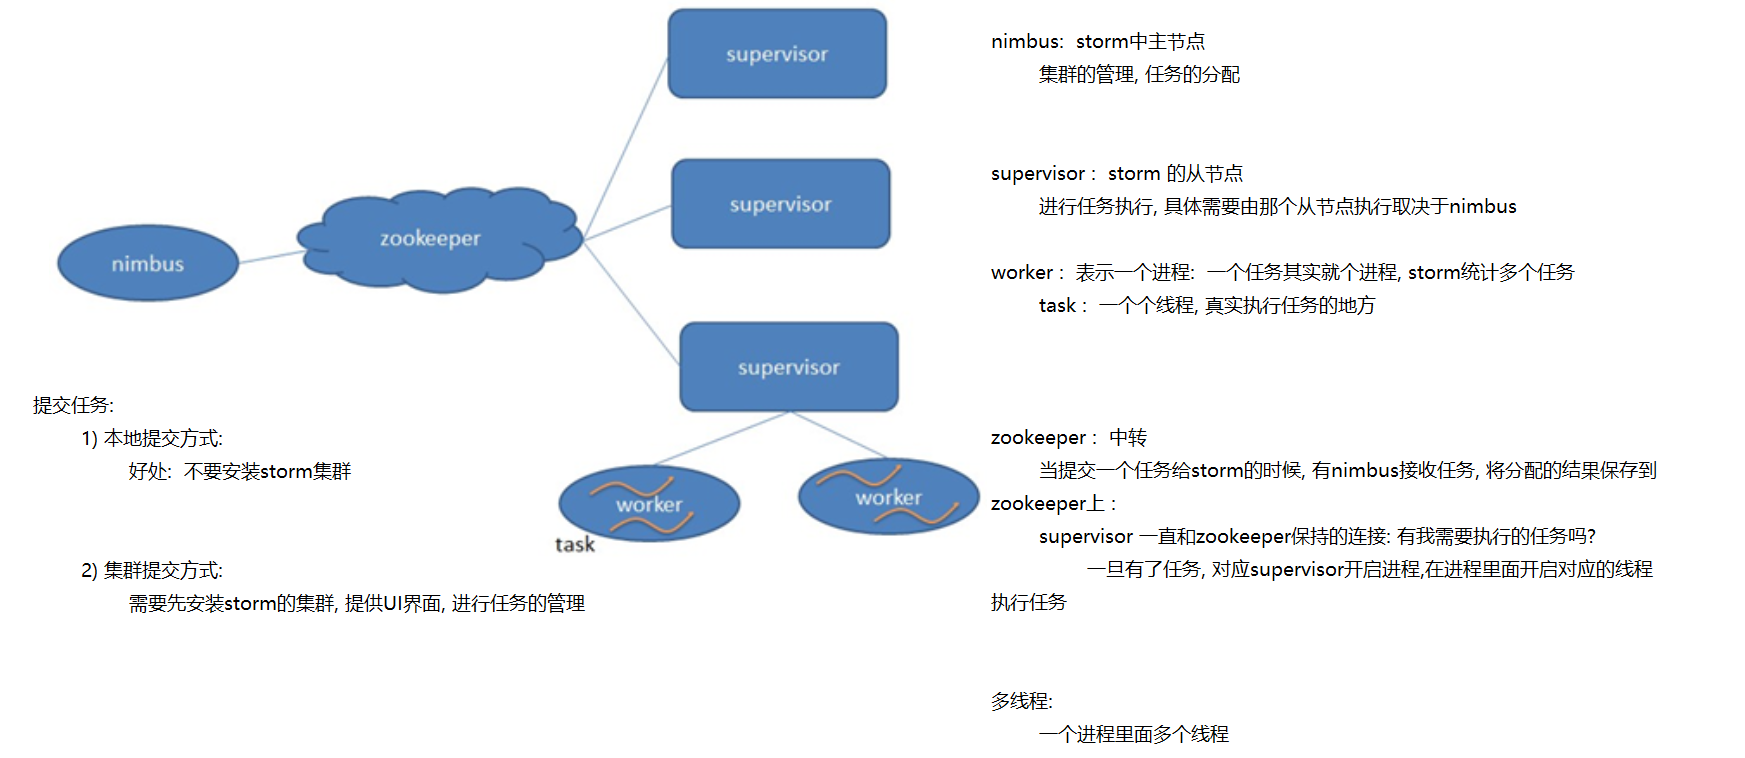 supervisor
supervisor
zookeeper
nimbus
supervisor
worker
worker
task
提交任务:
1) 本地提交方式:
好处: 不要安装storm集群
2) 集群提交方式:
需要先安装storm的集群, 提供UI界面, 进行任务的管理
nimbus: storm中主节点
集群的管理, 任务的分配
supervisor : storm 的从节点
进行任务执行, 具体需要由那个从节点执行取决于nimbus
worker : 表示一个进程: 一个任务其实就个进程, storm统计多个任务
task : 一个个线程, 真实执行任务的地方
zookeeper : 中转
当提交一个任务给storm的时候, 有nimbus接收任务, 将分配的结果保存到
zookeeper上 :
supervisor 一直和zookeeper保持的连接: 有我需要执行的任务吗?
一旦有了任务, 对应supervisor开启进程,在进程里面开启对应的线程
执行任务
多线程:
一个进程里面多个线程